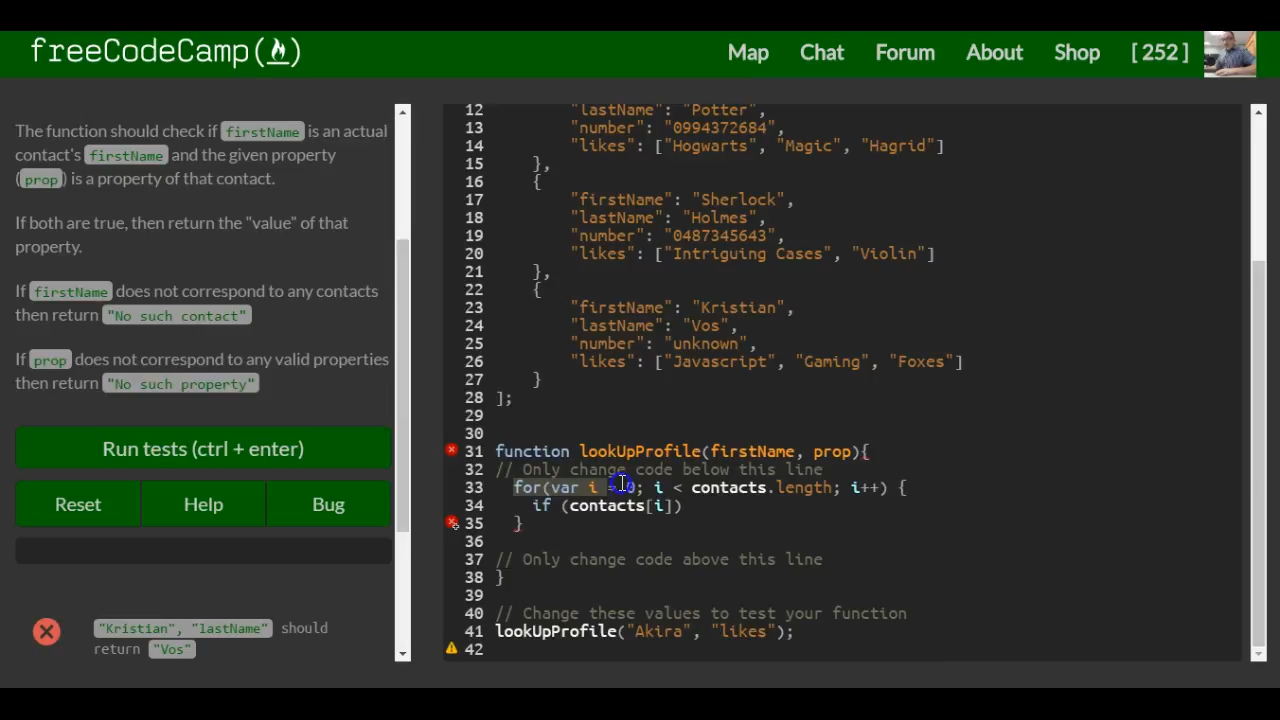 freeCodeCamp(🔥)
Map Chat Forum About Shop [ 252 ]
The function should check if firstName is an actual
contact's firstName and the given property
(prop) is a property of that contact.
If both are true, then return the "value" of that
property.
If firstName does not correspond to any contacts
then return "No such contact"
If prop does not correspond to any valid properties
then return "No such property"
Run tests (ctrl + enter)
Reset Help Bug
"Kristian", "lastName" should
return "Vos"
12 "lastName": "Potter",
13 "number": "0994372684",
14 "likes": ["Hogwarts", "Magic", "Hagrid"]
15 },
16 {
17 "firstName": "Sherlock",
18 "lastName": "Holmes",
19 "number": "0487345643",
20 "likes": ["Intriguing Cases", "Violin"]
21 },
22 {
23 "firstName": "Kristian",
24 "lastName": "Vos",
25 "number": "unknown",
26 "likes": ["Javascript", "Gaming", "Foxes"]
27 }
28 ];
29
30
31 function lookUpProfile(firstName, prop){
32 // Only change code below this line
33 for(var i = 0; i < contacts.length; i++) {
34 if (contacts[i])
35 }
36
37 // Only change code above this line
38 }
39
40 // Change these values to test your function
41 lookUpProfile("Akira", "likes");
42